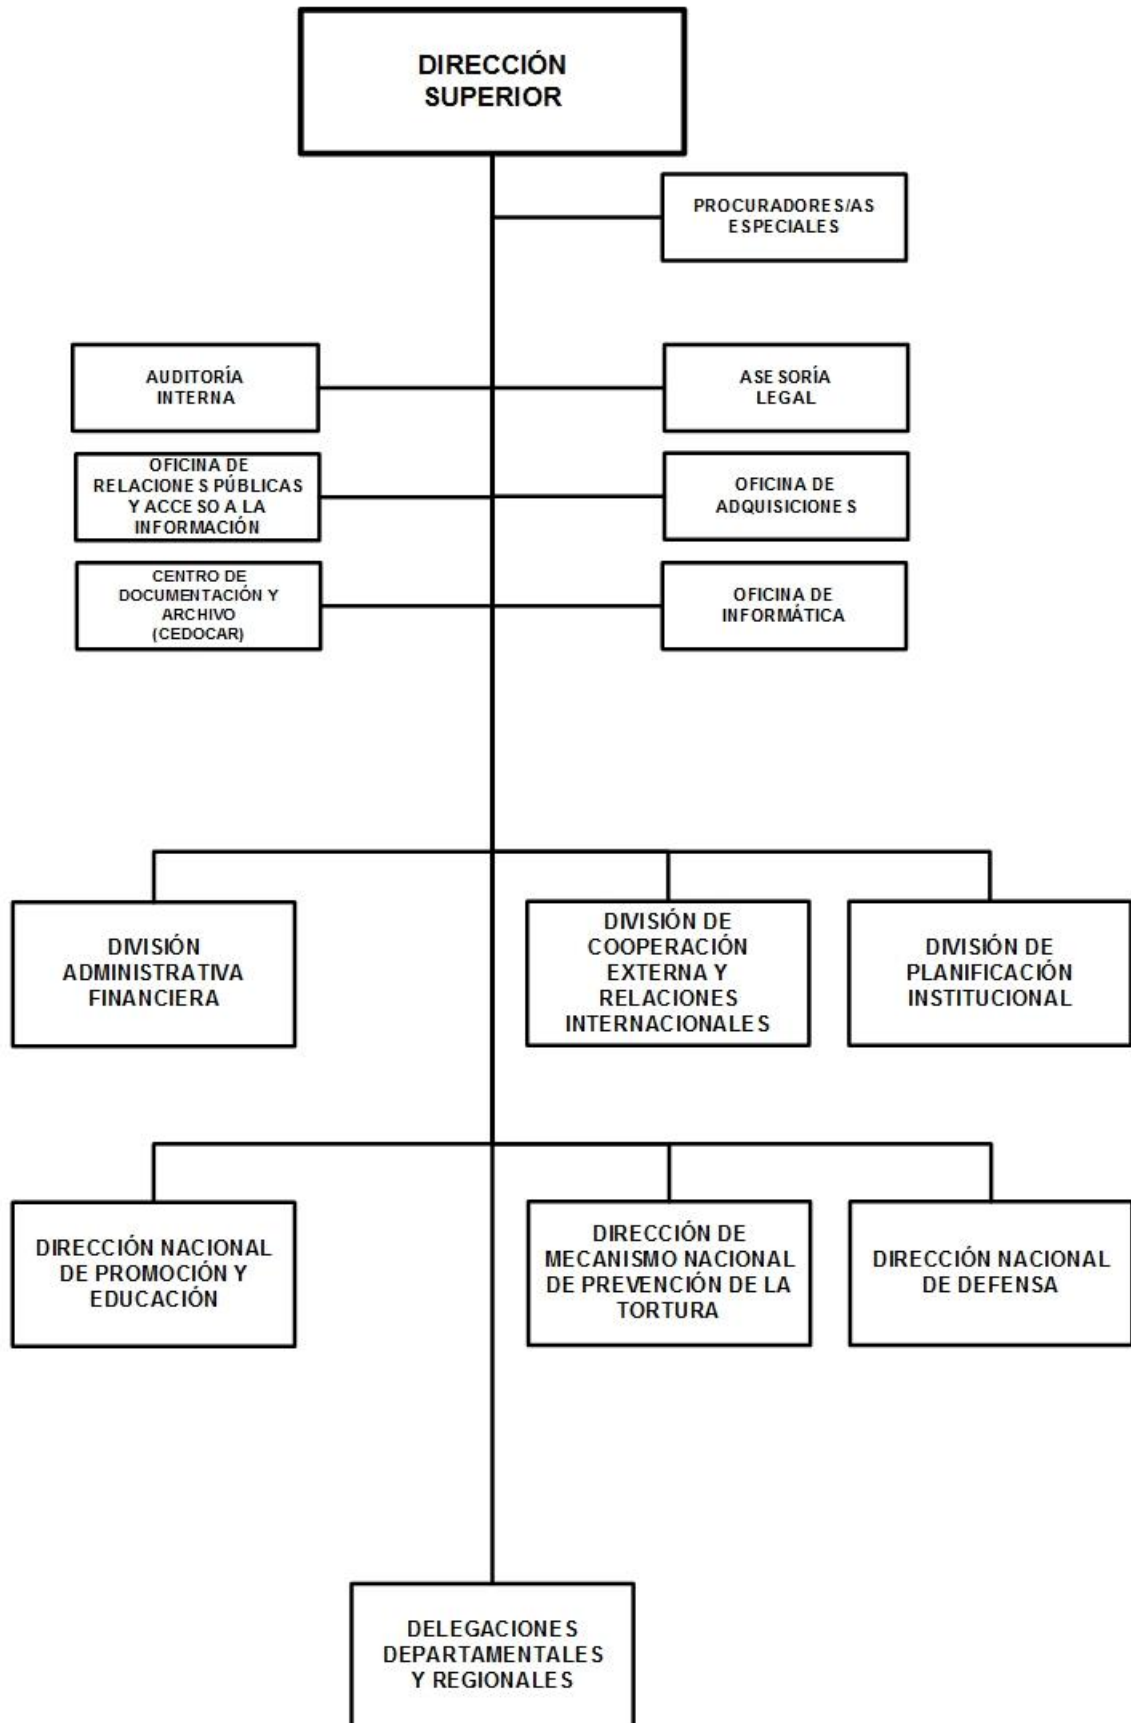 DIRECCIÓN
SUPERIOR
PROCURADORES/AS
ESPECIALES
AUDITORÍA
INTERNA
ASESORÍA
LEGAL
OFICINA DE
RELACIONES PÚBLICAS
Y ACCESO A LA
INFORMACIÓN
OFICINA DE
ADQUISICIONES
CENTRO DE
DOCUMENTACIÓN Y
ARCHIVO
(CEDOCAR)
OFICINA DE
INFORMÁTICA
DIVISIÓN
ADMINISTRATIVA
FINANCIERA
DIVISIÓN DE
COOPERACIÓN
EXTERNA Y
RELACIONES
INTERNACIONALES
DIVISIÓN DE
PLANIFICACIÓN
INSTITUCIONAL
DIRECCIÓN NACIONAL
DE PROMOCIÓN Y
EDUCACIÓN
DIRECCIÓN DE
MECANISMO NACIONAL
DE PREVENCIÓN DE LA
TORTURA
DIRECCIÓN NACIONAL
DE DEFENSA
DELEGACIONES
DEPARTAMENTALES
Y REGIONALES